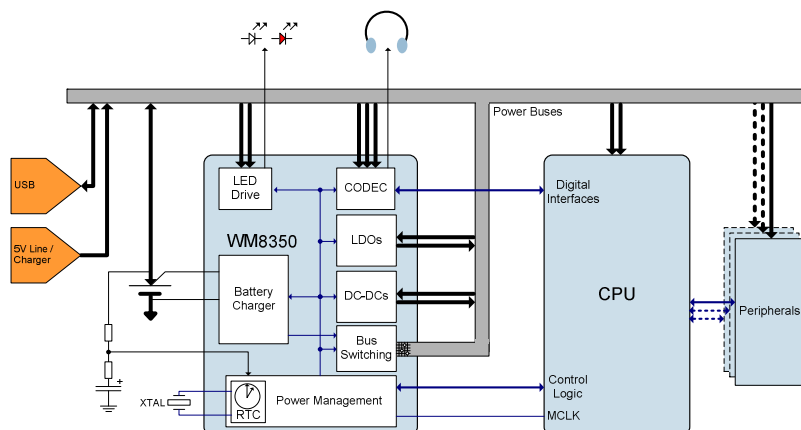 Power Buses
USB
5V Line /
Charger
LED
Drive
CODEC
Digital
Interfaces
WM8350
LDOs
Battery
Charger
DC-DCs
CPU
Peripherals
Bus
Switching
XTAL
RTC
Power Management
Control
Logic
MCLK